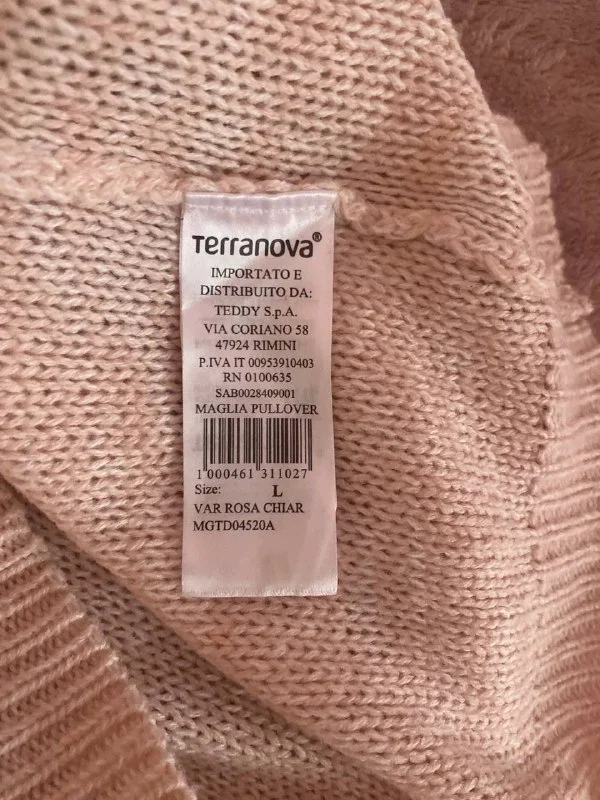 Terranova®
IMPORTATO E
DISTRIBUITO DA:
TEDDY S.p.A.
VIA CORIANO 58
47924 RIMINI
P.IVA IT 00953910403
RN 0100635
SAB0028409001
MAGLIA PULLOVER
1 000461 311027
Size: L
VAR ROSA CHIAR
MGTD04520A